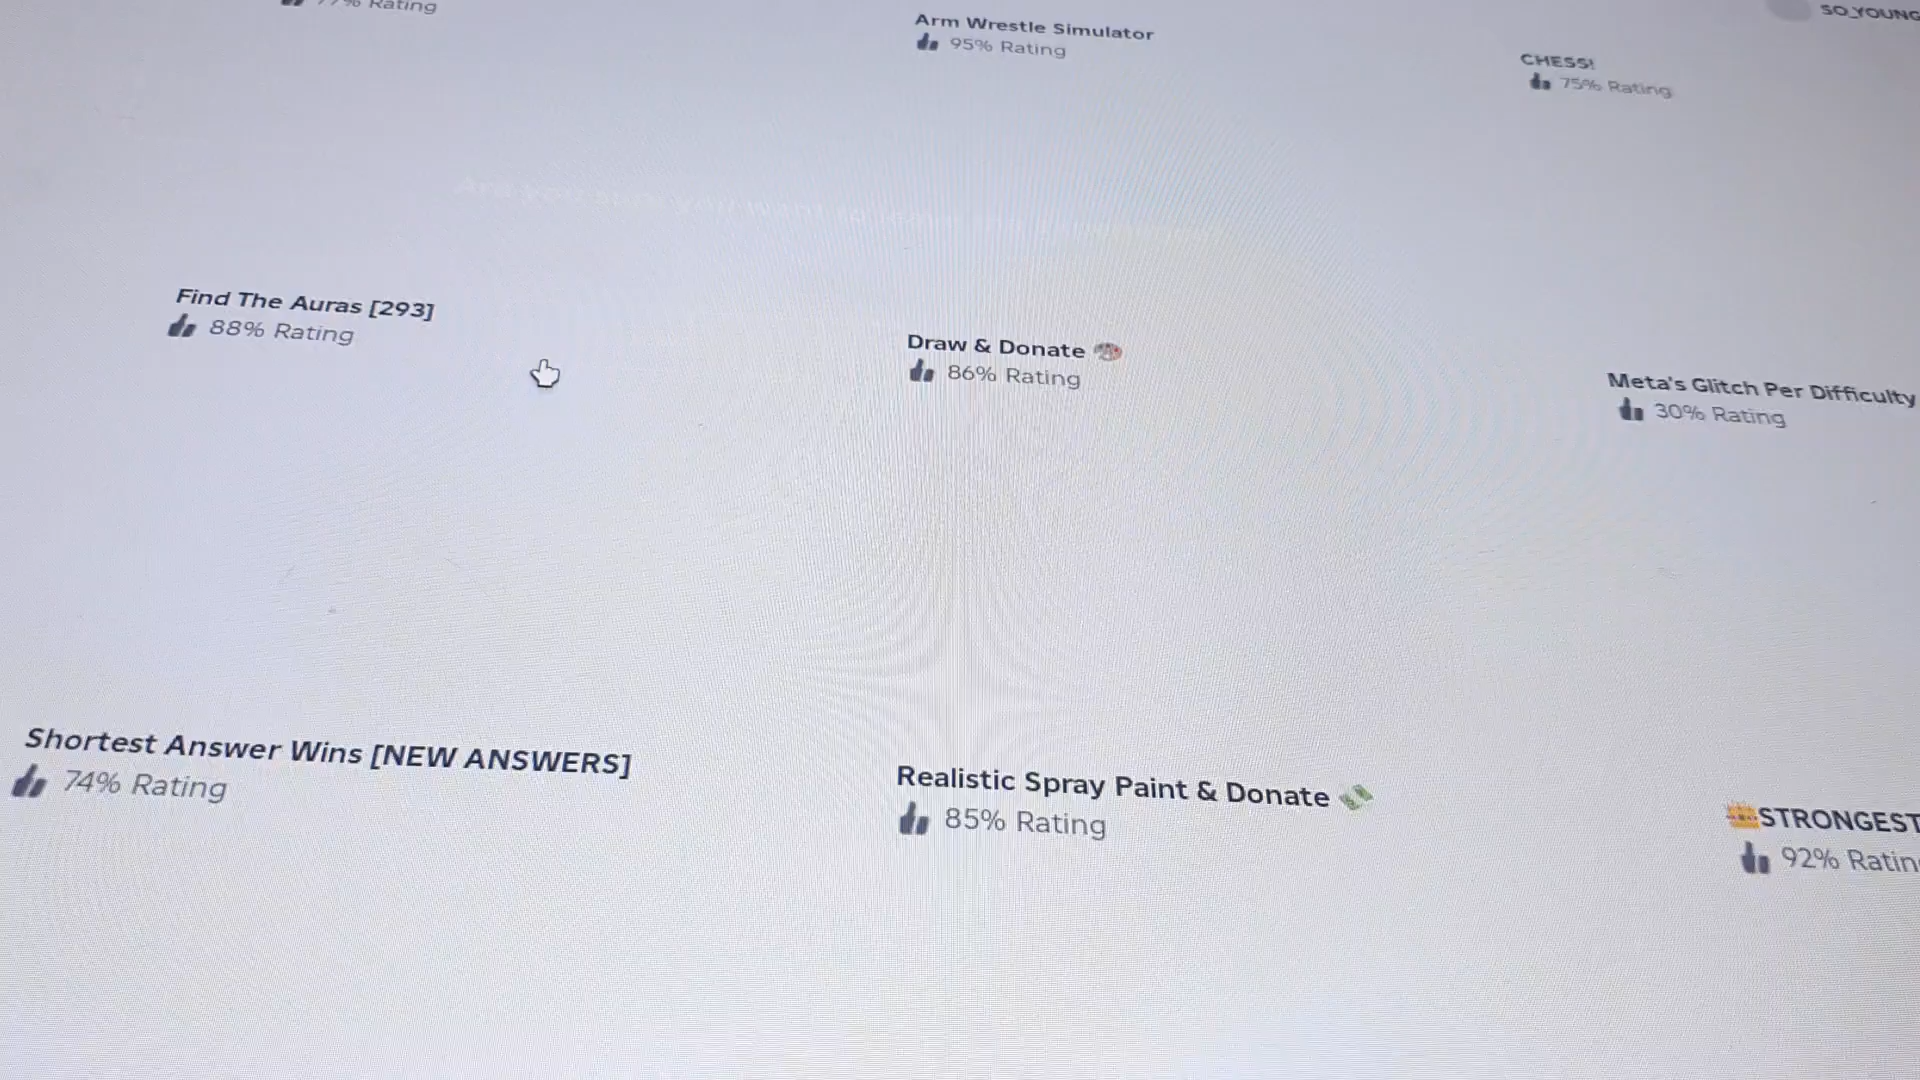 77% Rating
Arm Wrestle Simulator
95% Rating
SO_YOUNG
CHESS!
75% Rating
Find The Auras [293]
88% Rating
Draw & Donate
86% Rating
Meta's Glitch Per Difficulty
30% Rating
Shortest Answer Wins [NEW ANSWERS]
74% Rating
Realistic Spray Paint & Donate
85% Rating
STRONGEST
92% Ratin